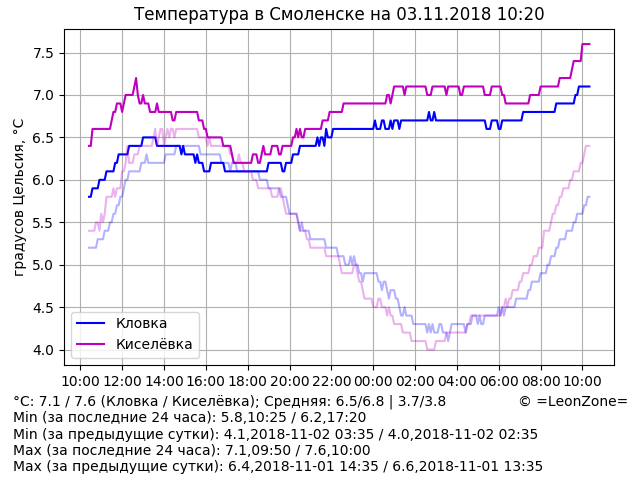 Температура в Смоленске на 03.11.2018 10:20
градусов Цельсия, °C
7.5
7.0
6.5
6.0
5.5
5.0
4.5
4.0
Кловка
Киселёвка
10:00 12:00 14:00 16:00 18:00 20:00 22:00 00:00 02:00 04:00 06:00 08:00 10:00
°C: 7.1 / 7.6 (Кловка / Киселёвка); Средняя: 6.5/6.8 | 3.7/3.8 © =LeonZone=
Min (за последние 24 часа): 5.8,10:25 / 6.2,17:20
Min (за предыдущие сутки): 4.1,2018-11-02 03:35 / 4.0,2018-11-02 02:35
Max (за последние 24 часа): 7.1,09:50 / 7.6,10:00
Max (за предыдущие сутки): 6.4,2018-11-01 14:35 / 6.6,2018-11-01 13:35